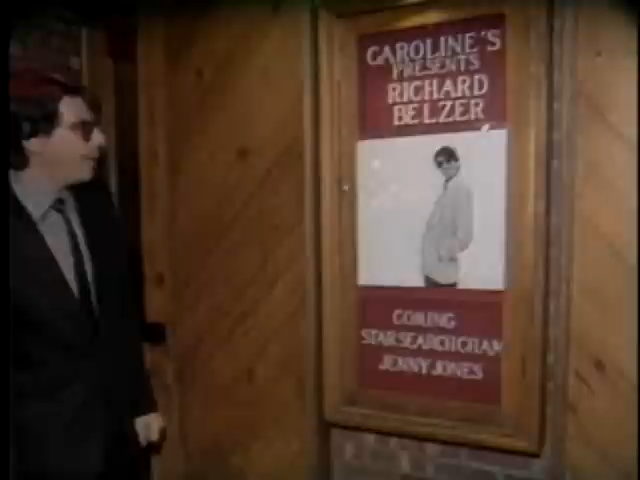 CAROLINE'S
PRESENTS
RICHARD
BELZER
COMING
STAR SEARCH CHAM
JENNY JONES